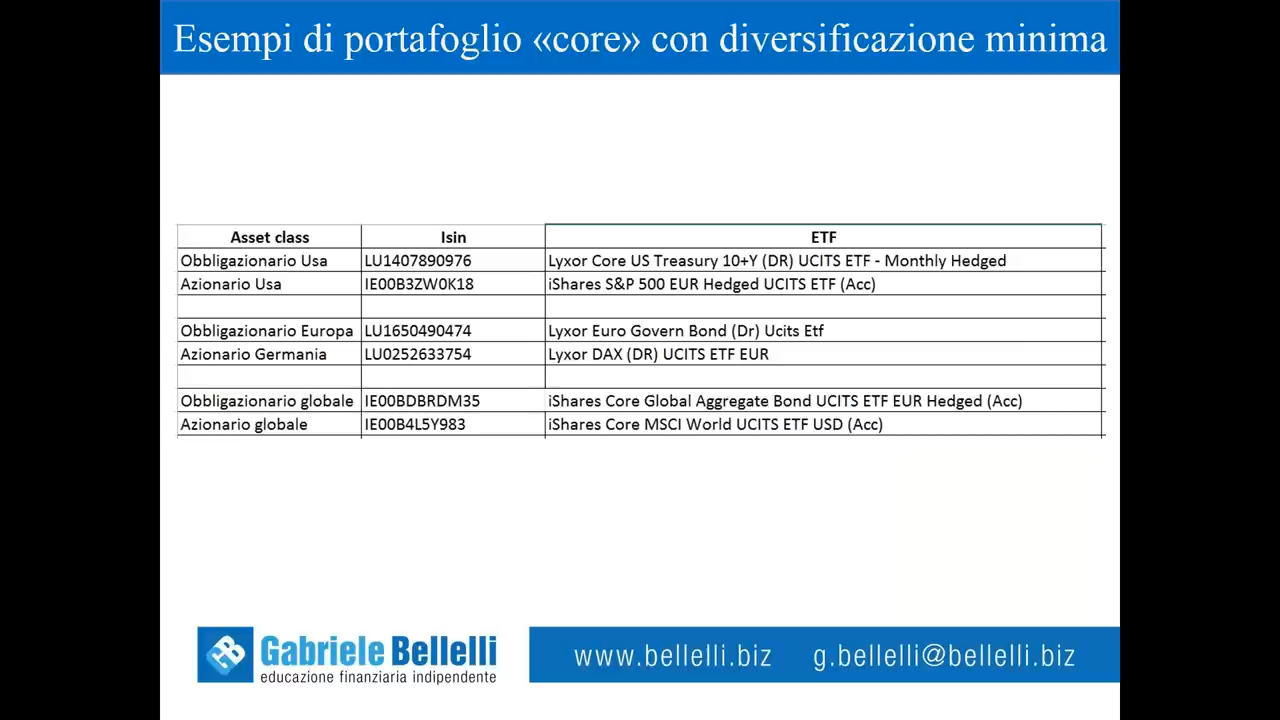 Esempi di portafoglio «core» con diversificazione minima
Asset class Isin ETF
Obbligazionario Usa LU1407890976 Lyxor Core US Treasury 10+Y (DR) UCITS ETF - Monthly Hedged
Azionario Usa IE00B3ZW0K18 iShares S&P 500 EUR Hedged UCITS ETF (Acc)
Obbligazionario Europa LU1650490474 Lyxor Euro Govern Bond (Dr) Ucits Etf
Azionario Germania LU0252633754 Lyxor DAX (DR) UCITS ETF EUR
Obbligazionario globale IE00BDBRDM35 iShares Core Global Aggregate Bond UCITS ETF EUR Hedged (Acc)
Azionario globale IE00B4L5Y983 iShares Core MSCI World UCITS ETF USD (Acc)
Gabriele Bellelli
educazione finanziaria indipendente
www.bellelli.biz g.bellelli@bellelli.biz